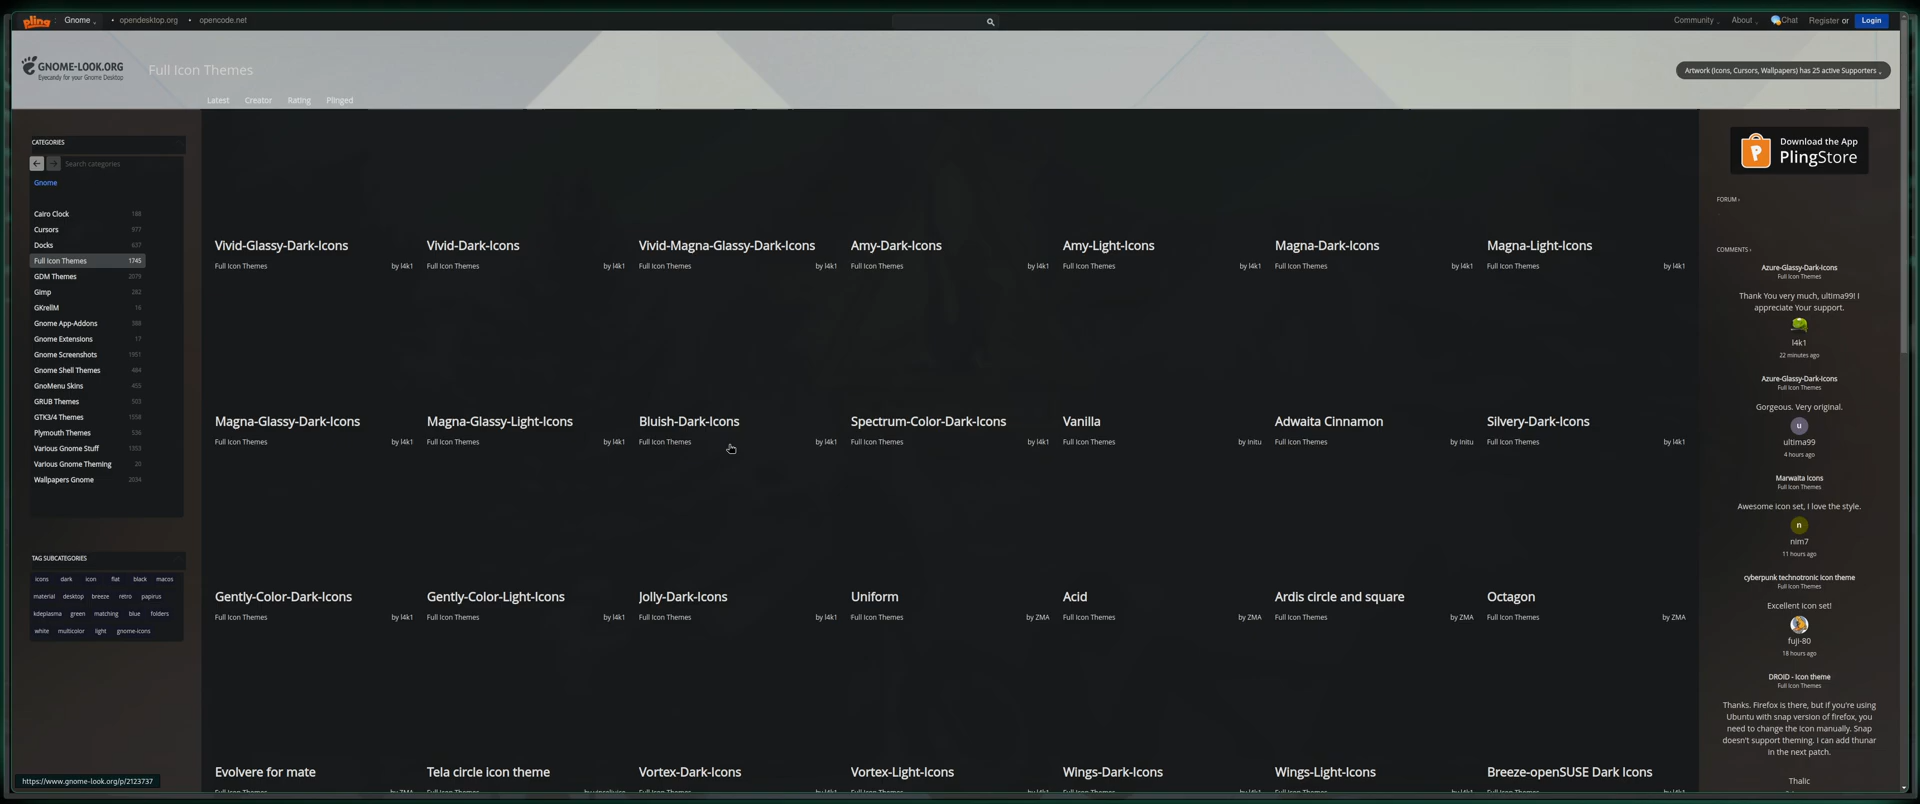 pling
Gnome
opendesktop.org
opencode.net
Community
About
Chat
Register or
Login
GNOME-LOOK.ORG
Eyecandy for your Gnome Desktop
Full Icon Themes
Artwork (Icons, Cursors, Wallpapers) has 25 active Supporters
Latest
Creator
Rating
Plinged
CATEGORIES
Search categories
Gnome
Cairo Clock 188
Cursors 977
Docks 637
Full Icon Themes 1745
GDM Themes 2079
Gimp 282
GKrellM 16
Gnome App-Addons 388
Gnome Extensions 17
Gnome Screenshots 1951
Gnome Shell Themes 484
GnoMenu Skins 455
GRUB Themes 503
GTK3/4 Themes 1558
Plymouth Themes 536
Various Gnome Stuff 1353
Various Gnome Theming 20
Wallpapers Gnome 2034
TAG SUBCATEGORIES
icons dark icon flat black macos
material desktop breeze retro papirus
kdeplasma green matching blue folders
white multicolor light gnome-icons
Vivid-Glassy-Dark-Icons
Full Icon Themes by l4k1
Vivid-Dark-Icons
Full Icon Themes by l4k1
Vivid-Magna-Glassy-Dark-Icons
Full Icon Themes by l4k1
Amy-Dark-Icons
Full Icon Themes by l4k1
Amy-Light-Icons
Full Icon Themes by l4k1
Magna-Dark-Icons
Full Icon Themes by l4k1
Magna-Light-Icons
Full Icon Themes by l4k1
Magna-Glassy-Dark-Icons
Full Icon Themes by l4k1
Magna-Glassy-Light-Icons
Full Icon Themes by l4k1
Bluish-Dark-Icons
Full Icon Themes by l4k1
Spectrum-Color-Dark-Icons
Full Icon Themes by l4k1
Vanilla
Full Icon Themes by initu
Adwaita Cinnamon
Full Icon Themes by initu
Silvery-Dark-Icons
Full Icon Themes by l4k1
Gently-Color-Dark-Icons
Full Icon Themes by l4k1
Gently-Color-Light-Icons
Full Icon Themes by l4k1
Jolly-Dark-Icons
Full Icon Themes by l4k1
Uniform
Full Icon Themes by ZMA
Acid
Full Icon Themes by ZMA
Ardis circle and square
Full Icon Themes by ZMA
Octagon
Full Icon Themes by ZMA
Evolvere for mate
Tela circle icon theme
Vortex-Dark-Icons
Vortex-Light-Icons
Wings-Dark-Icons
Wings-Light-Icons
Breeze-openSUSE Dark Icons
Download the App
P
PlingStore
FORUM ›
COMMENTS ›
Azure-Glassy-Dark-Icons
Full Icon Themes
Thank You very much, ultima99! I
appreciate Your support.
l4k1
22 minutes ago
Azure-Glassy-Dark-Icons
Full Icon Themes
Gorgeous. Very original.
u
ultima99
4 hours ago
Marwaita Icons
Full Icon Themes
Awesome icon set, I love the style.
n
nim7
11 hours ago
cyberpunk technotronic icon theme
Full Icon Themes
Excellent icon set!
fuji-80
18 hours ago
DROID - Icon theme
Full Icon Themes
Thanks. Firefox is there, but if you're using
Ubuntu with snap version of firefox, you
need to change the icon manually. Snap
doesn't support theming. I can add thunar
in the next patch.
Thalic
https://www.gnome-look.org/p/2123737